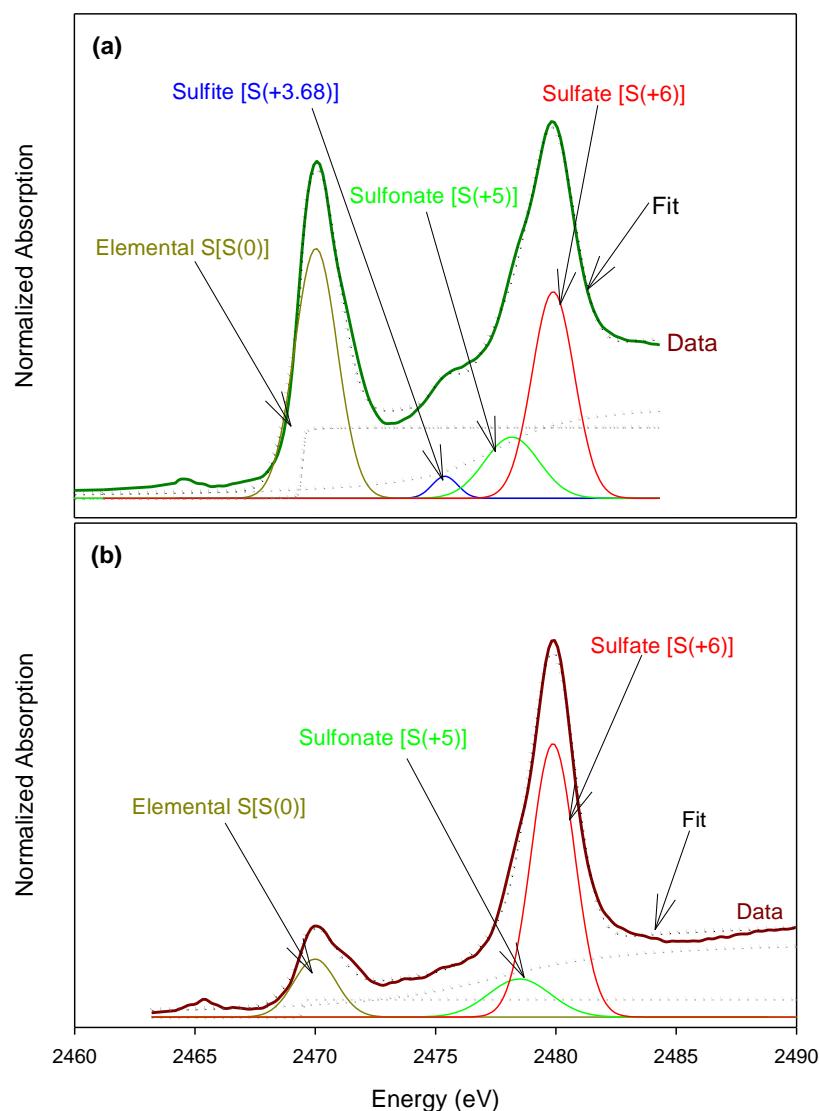 (a)
Sulfite [S(+3.68)]
Sulfate [S(+6)]
Sulfonate [S(+5)]
Fit
Elemental S[S(0)]
Data
Normalized Absorption
(b)
Sulfate [S(+6)]
Sulfonate [S(+5)]
Elemental S[S(0)]
Fit
Data
Normalized Absorption
2460 2465 2470 2475 2480 2485 2490
Energy (eV)